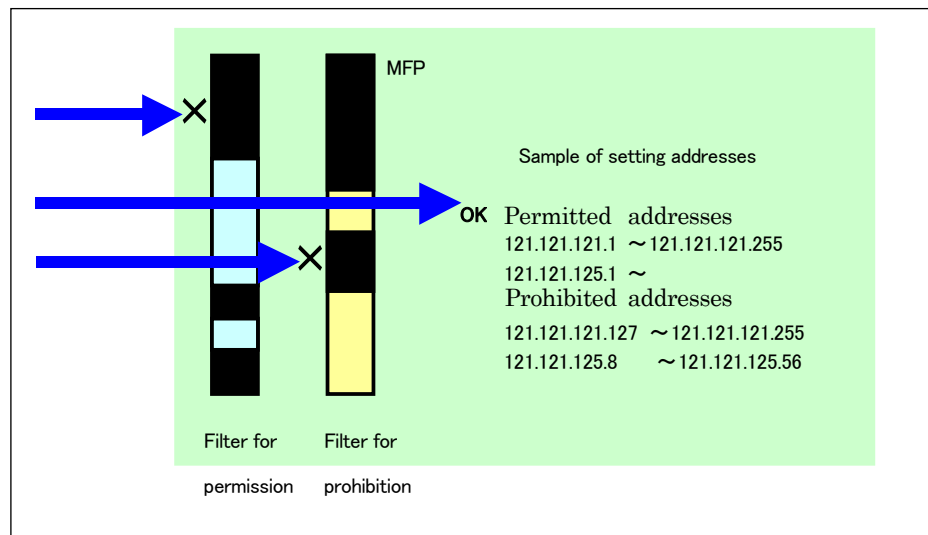 MFP
Sample of setting addresses
OK
Permitted addresses
121.121.121.1 ～121.121.121.255
121.121.125.1 ～
Prohibited addresses
121.121.121.127 ～121.121.121.255
121.121.125.8 ～121.121.125.56
Filter for permission
Filter for prohibition